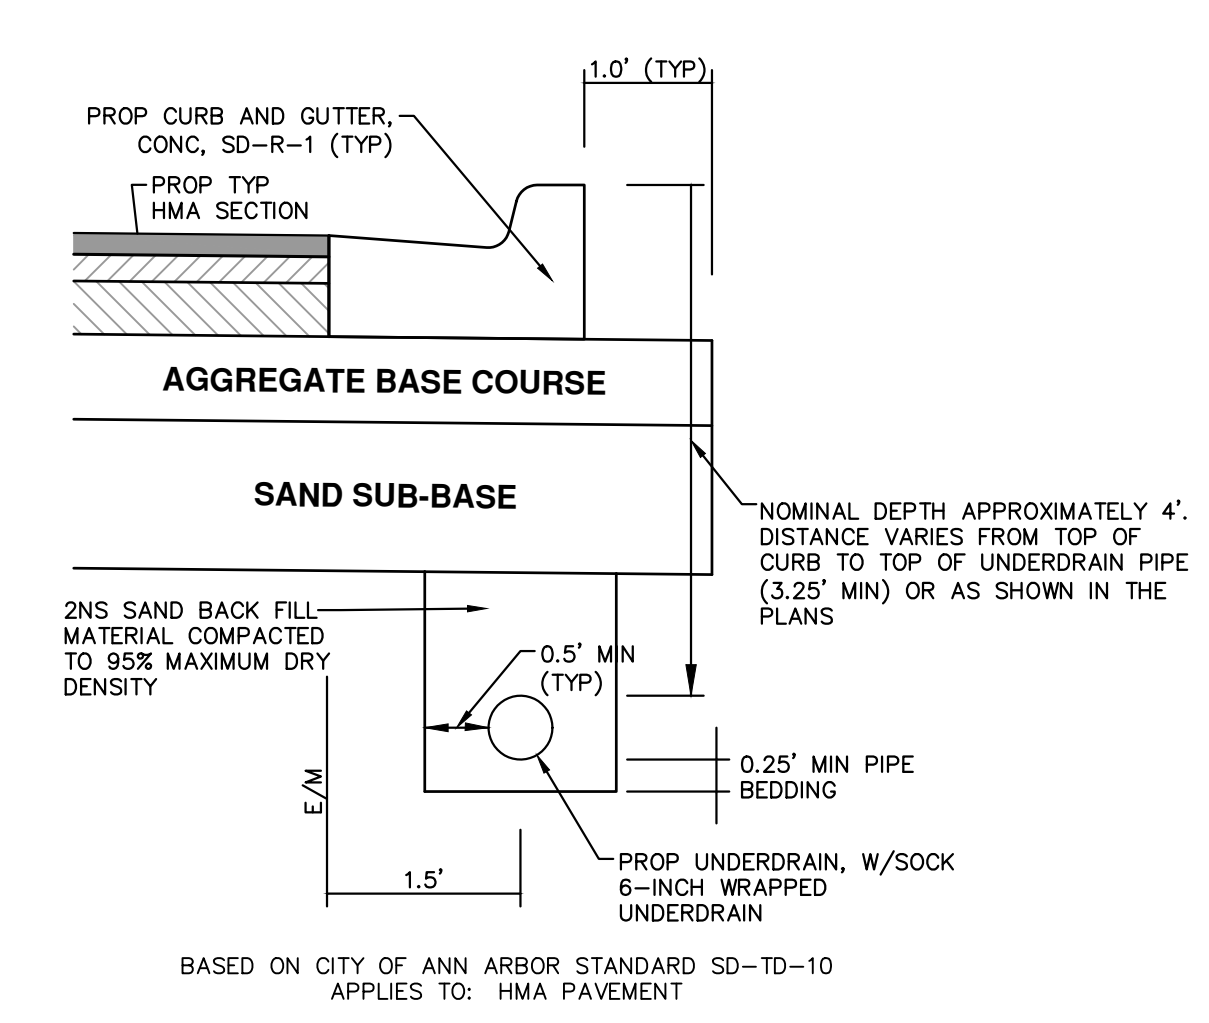 1.0' (TYP)
PROP CURB AND GUTTER,
CONC, SD-R-1 (TYP)
PROP TYP
HMA SECTION
AGGREGATE BASE COURSE
SAND SUB-BASE
NOMINAL DEPTH APPROXIMATELY 4'.
DISTANCE VARIES FROM TOP OF
CURB TO TOP OF UNDERDRAIN PIPE
(3.25' MIN) OR AS SHOWN IN THE
PLANS
2NS SAND BACK FILL
MATERIAL COMPACTED
TO 95% MAXIMUM DRY
DENSITY
0.5' MIN
(TYP)
0.25' MIN PIPE
BEDDING
E/M
PROP UNDERDRAIN, W/SOCK
6-INCH WRAPPED
UNDERDRAIN
1.5'
BASED ON CITY OF ANN ARBOR STANDARD SD-TD-10
APPLIES TO: HMA PAVEMENT